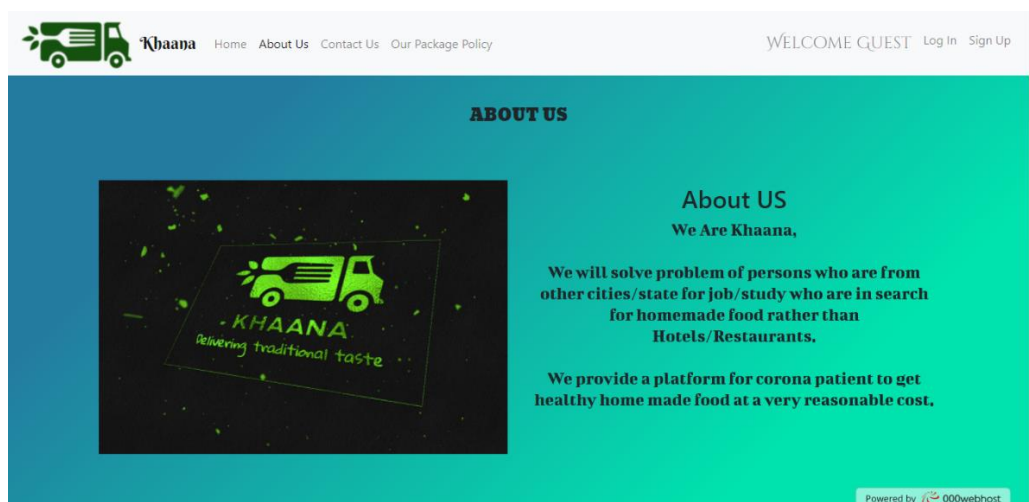 Khaana Home About Us Contact Us Our Package Policy WELCOME GUEST Log In Sign Up
ABOUT US
KHAANA
Delivering traditional taste
About US
We Are Khaana,
We will solve problem of persons who are from
other cities/state for job/study who are in search
for homemade food rather than
Hotels/Restaurants.
We provide a platform for corona patient to get
healthy home made food at a very reasonable cost.
Powered by 000webhost